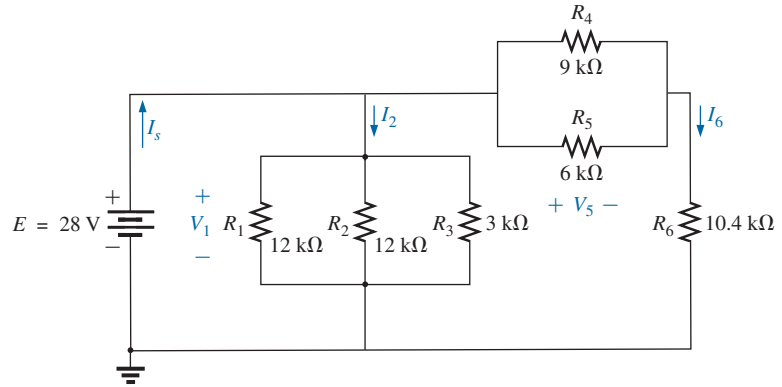 R4
9 kΩ
Is
I2
R5
6 kΩ
I6
+ V5 −
+
E = 28 V
−
+
V1
−
R1
12 kΩ
R2
12 kΩ
R3
3 kΩ
R6
10.4 kΩ